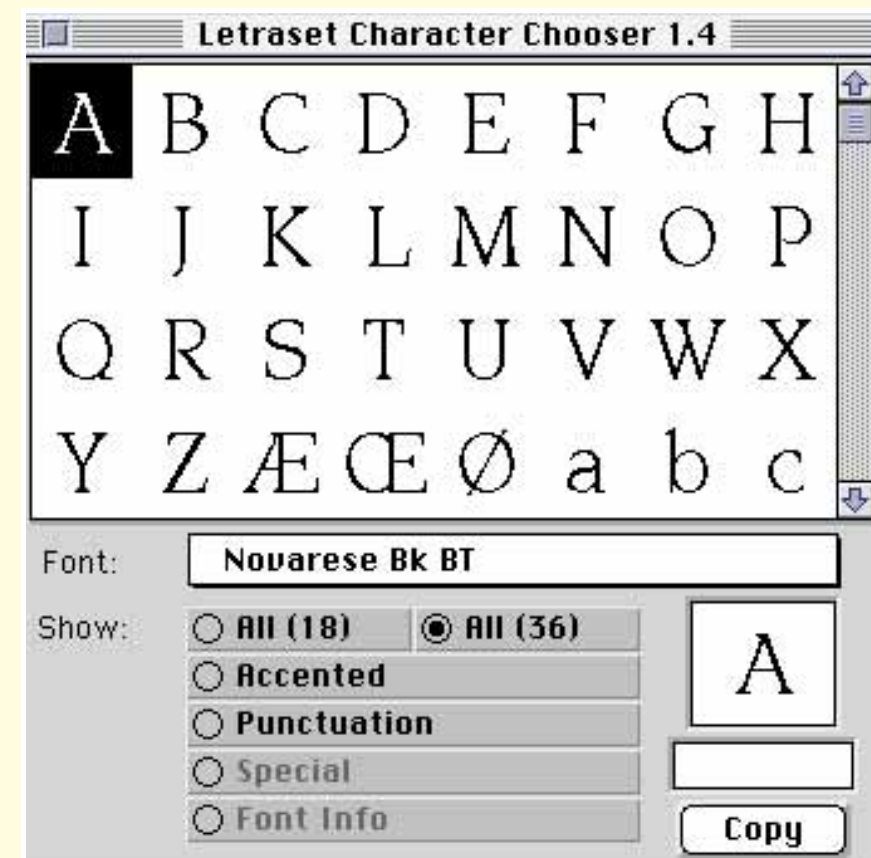 Letraset Character Chooser 1.4
A B C D E F G H
I J K L M N O P
Q R S T U V W X
Y Z Æ Œ Ø a b c
Font: Novarese Bk BT
Show: All (18) All (36)
A
Accented
Punctuation
Special
Font Info
Copy